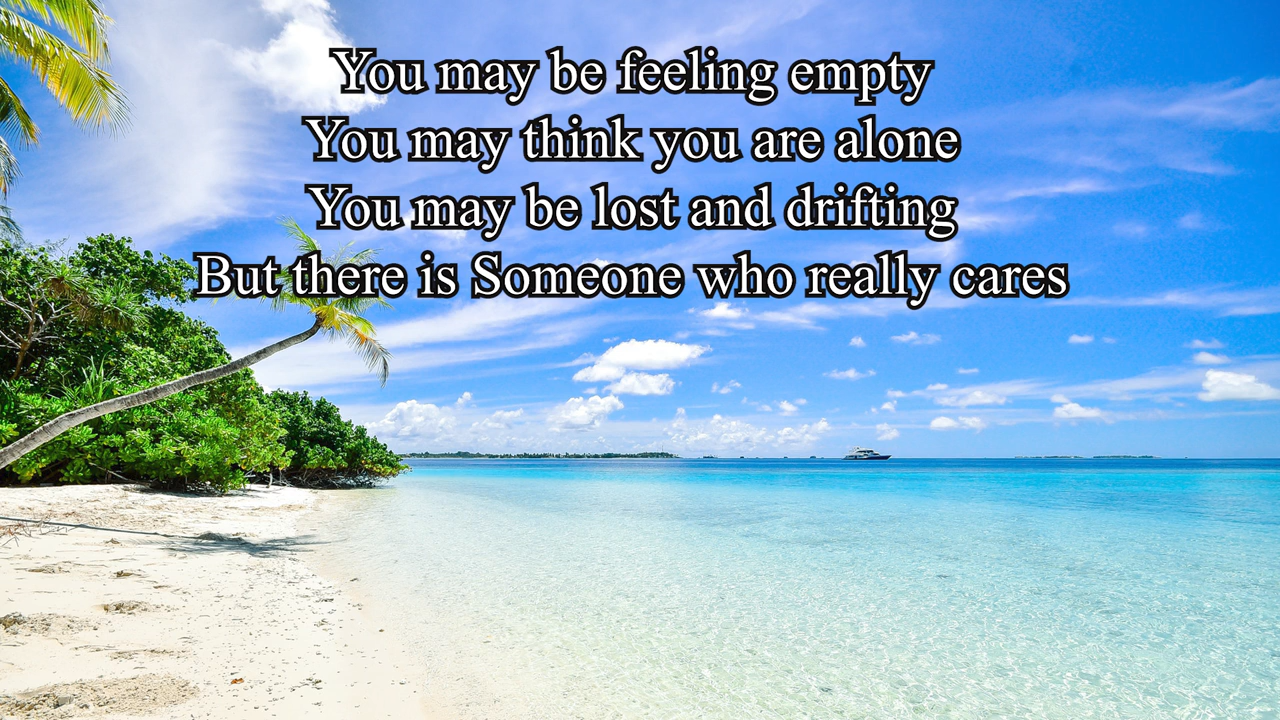 You may be feeling empty
You may think you are alone
You may be lost and drifting
But there is Someone who really cares